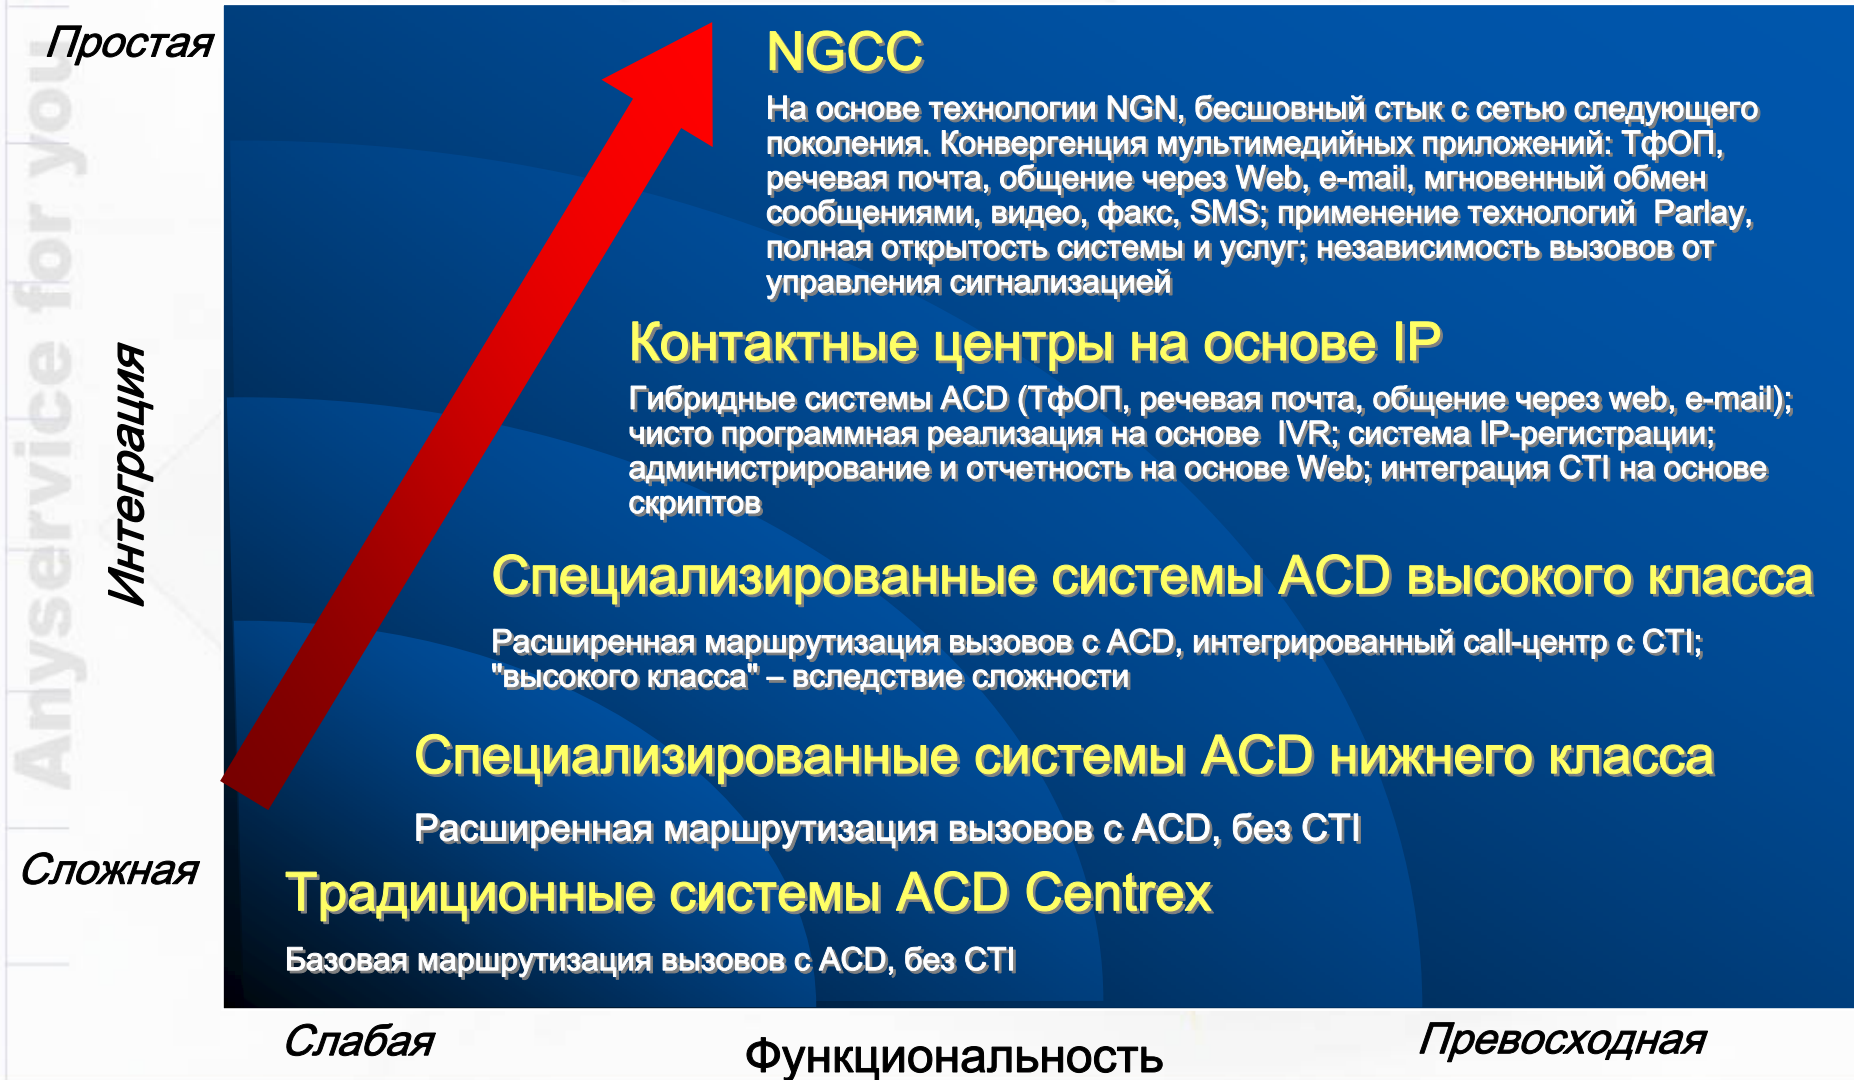 Простая
NGCC
На основе технологии NGN, бесшовный стык с сетью следующего
поколения. Конвергенция мультимедийных приложений: ТфОП,
речевая почта, общение через Web, e-mail, мгновенный обмен
сообщениями, видео, факс, SMS; применение технологий Parlay,
полная открытость системы и услуг; независимость вызовов от
управления сигнализацией
Контактные центры на основе IP
Гибридные системы ACD (ТфОП, речевая почта, общение через web, e-mail);
чисто программная реализация на основе IVR; система IP-регистрации;
администрирование и отчетность на основе Web; интеграция CTI на основе
скриптов
Anyservice for you
Интеграция
Специализированные системы ACD высокого класса
Расширенная маршрутизация вызовов с ACD, интегрированный call-центр с CTI;
"высокого класса" – вследствие сложности
Специализированные системы ACD нижнего класса
Расширенная маршрутизация вызовов с ACD, без CTI
Сложная
Традиционные системы ACD Centrex
Базовая маршрутизация вызовов с ACD, без CTI
Слабая
Функциональность
Превосходная